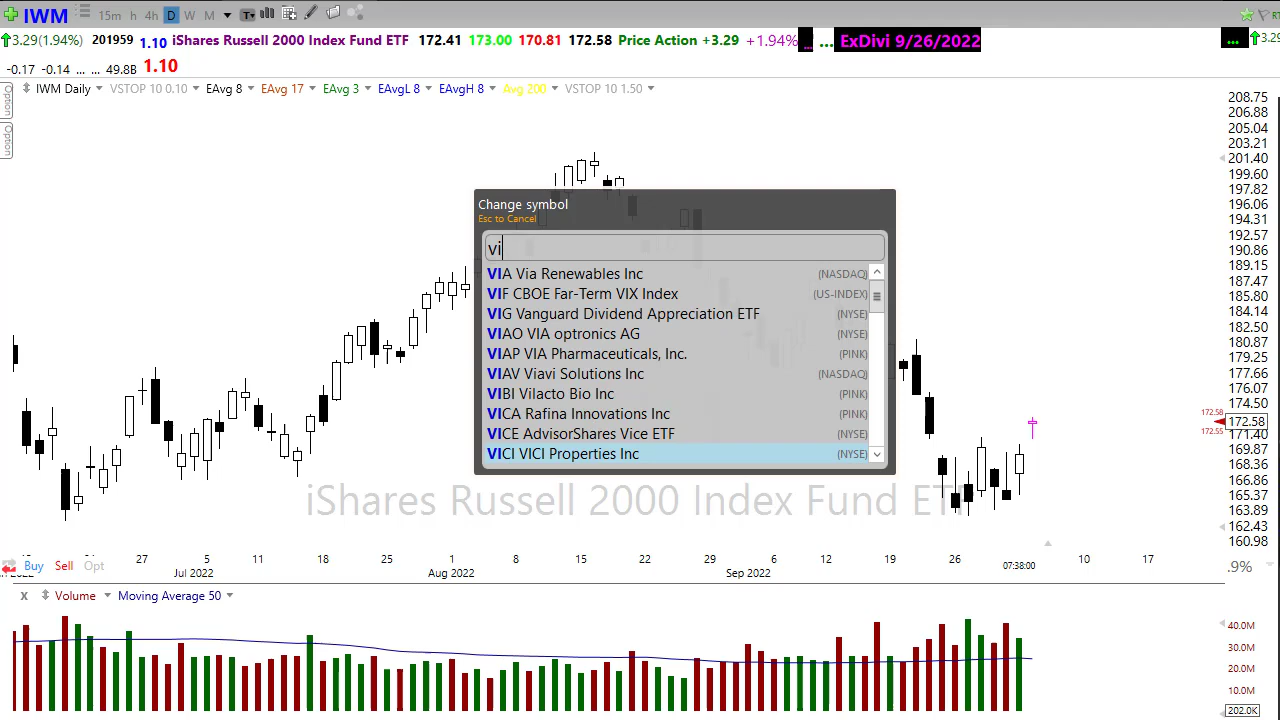 IWM 15m h 4h D W M T
3.29(1.94%) 201959 1.10 iShares Russell 2000 Index Fund ETF 172.41 173.00 170.81 172.58 Price Action +3.29 +1.94% ... ... ExDivi 9/26/2022 ... 3.29
-0.17 -0.14 ... ... 49.8B 1.10
IWM Daily VSTOP 10 0.10 EAvg 8 EAvg 17 EAvg 3 EAvgL 8 EAvgH 8 Avg 200 VSTOP 10 1.50
Option
Option
208.75
206.88
205.04
203.21
201.40
199.60
197.82
196.06
194.31
192.57
190.86
189.15
187.47
185.80
184.14
182.50
180.87
179.25
177.66
176.07
174.50
172.58
172.58
172.55
171.40
169.87
168.36
166.86
165.37
163.89
162.43
160.98
Change symbol
Esc to Cancel
vi
VIA Via Renewables Inc (NASDAQ)
VIF CBOE Far-Term VIX Index (US-INDEX)
VIG Vanguard Dividend Appreciation ETF (NYSE)
VIAO VIA optronics AG (NYSE)
VIAP VIA Pharmaceuticals, Inc. (PINK)
VIAV Viavi Solutions Inc (NASDAQ)
VIBI Vilacto Bio Inc (PINK)
VICA Rafina Innovations Inc (PINK)
VICE AdvisorShares Vice ETF (NYSE)
VICI VICI Properties Inc (NYSE)
iShares Russell 2000 Index Fund ETF
27 5 11 18 25 1 8 15 22 29 6 12 19 26 10 17
Buy Sell Opt 07:38:00 .9%
2022 Jul 2022 Aug 2022 Sep 2022
x Volume Moving Average 50
40.0M
30.0M
20.0M
10.0M
202.0K